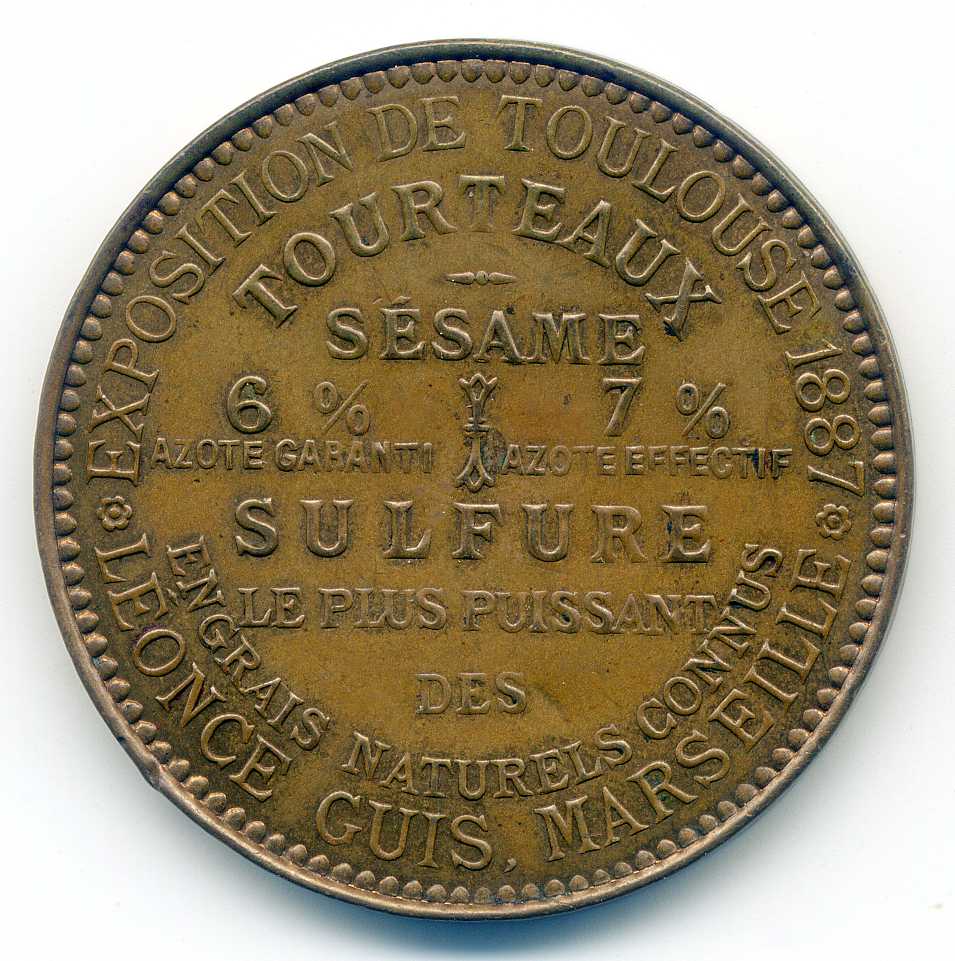 EXPOSITION DE TOULOUSE 1887
TOURTEAUX
SÉSAME
6 % 7 %
AZOTE GARANTI AZOTE EFFECTIF
SULFURE
LE PLUS PUISSANT
DES
ENGRAIS NATURELS CONNUS
LÉONCE GUIS, MARSEILLE